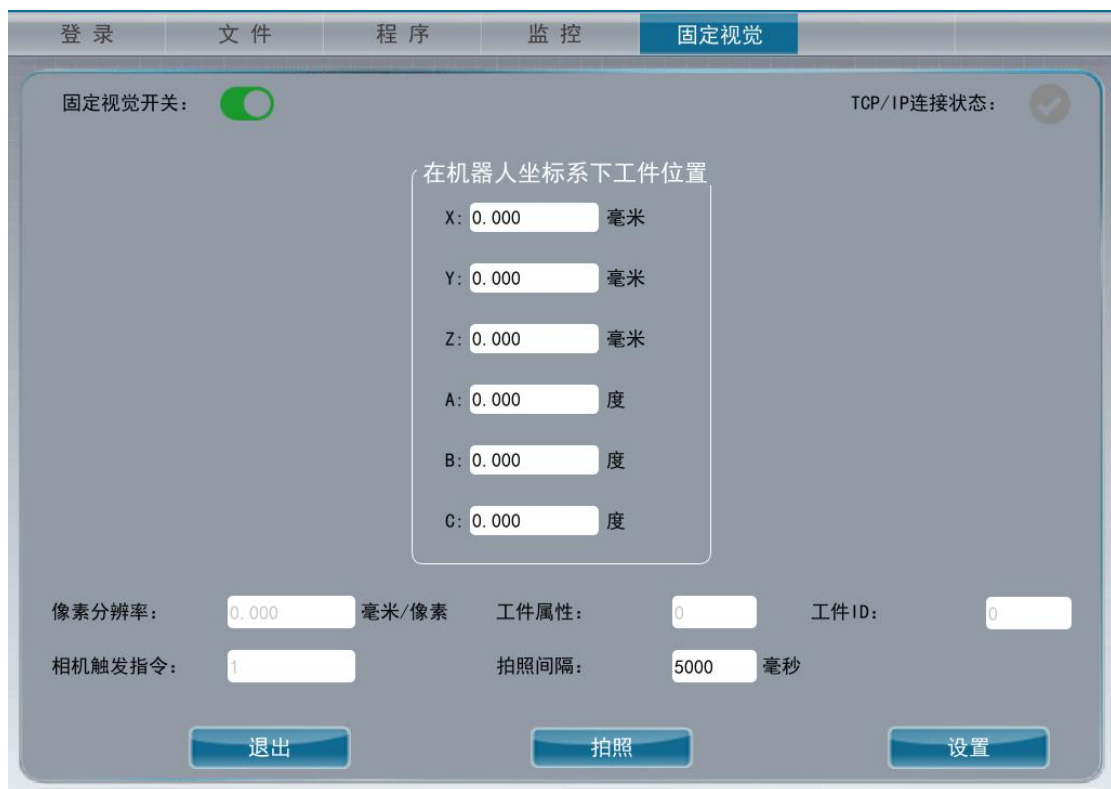 登录 文件 程序 监控 固定视觉
固定视觉开关： TCP/IP连接状态：
在机器人坐标系下工件位置
X: 0.000 毫米
Y: 0.000 毫米
Z: 0.000 毫米
A: 0.000 度
B: 0.000 度
C: 0.000 度
像素分辨率： 0.000 毫米/像素 工件属性： 0 工件ID： 0
相机触发指令： 1 拍照间隔： 5000 毫秒
退出 拍照 设置